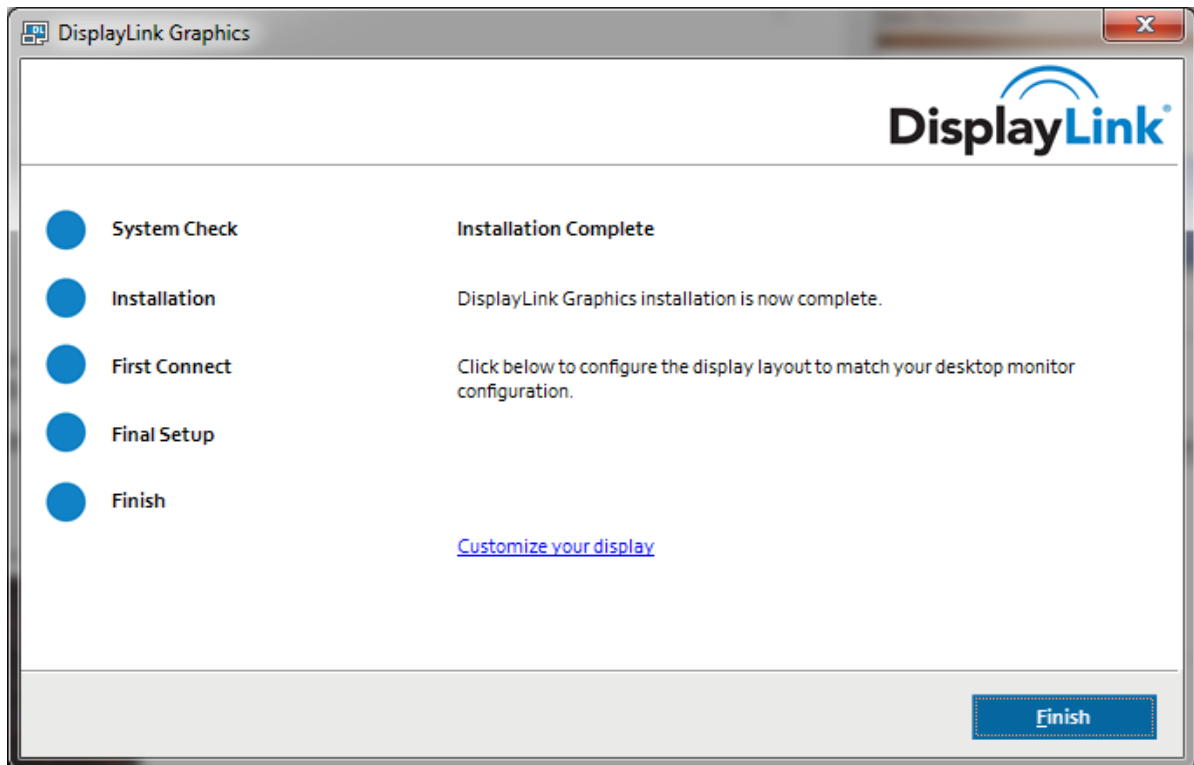 DisplayLink Graphics
DisplayLink®
System Check
Installation
First Connect
Final Setup
Finish
Installation Complete
DisplayLink Graphics installation is now complete.
Click below to configure the display layout to match your desktop monitor
configuration.
Customize your display
Finish